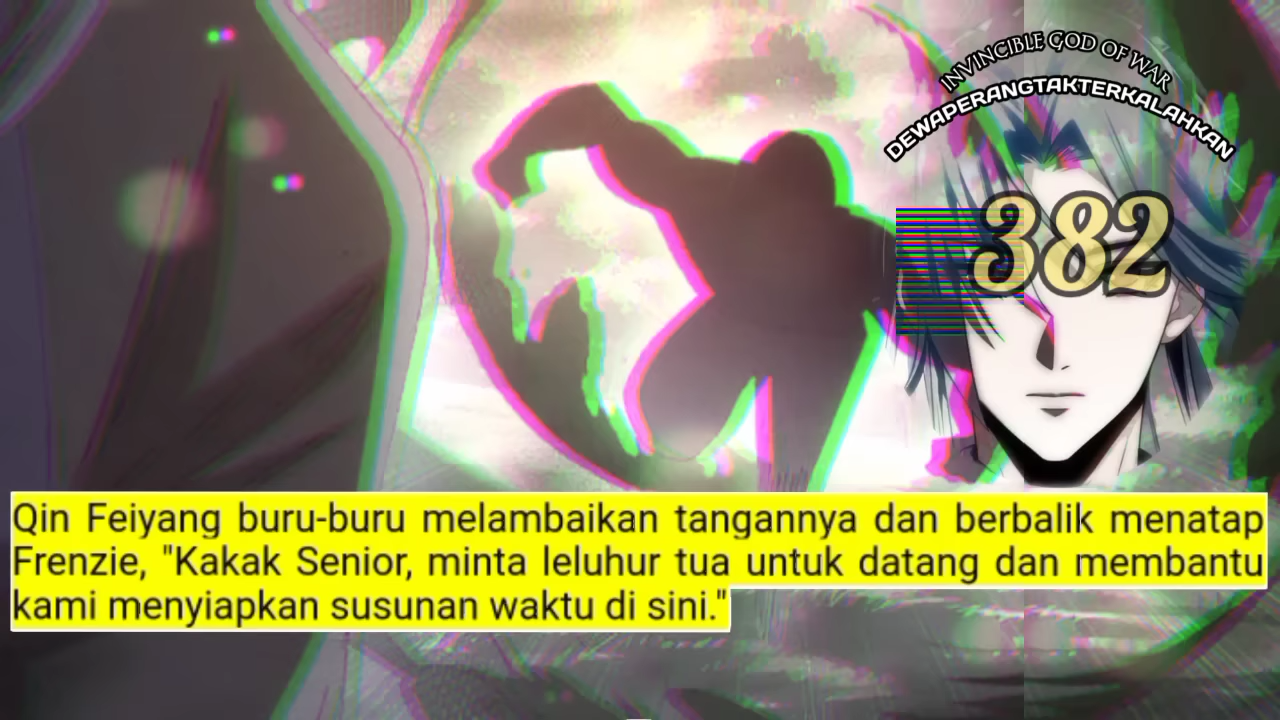 INVINCIBLE GOD OF WAR
DEWAPERANGTAKTERKALAHKAN
382
Qin Feiyang buru-buru melambaikan tangannya dan berbalik menatap
Frenzie, "Kakak Senior, minta leluhur tua untuk datang dan membantu
kami menyiapkan susunan waktu di sini."